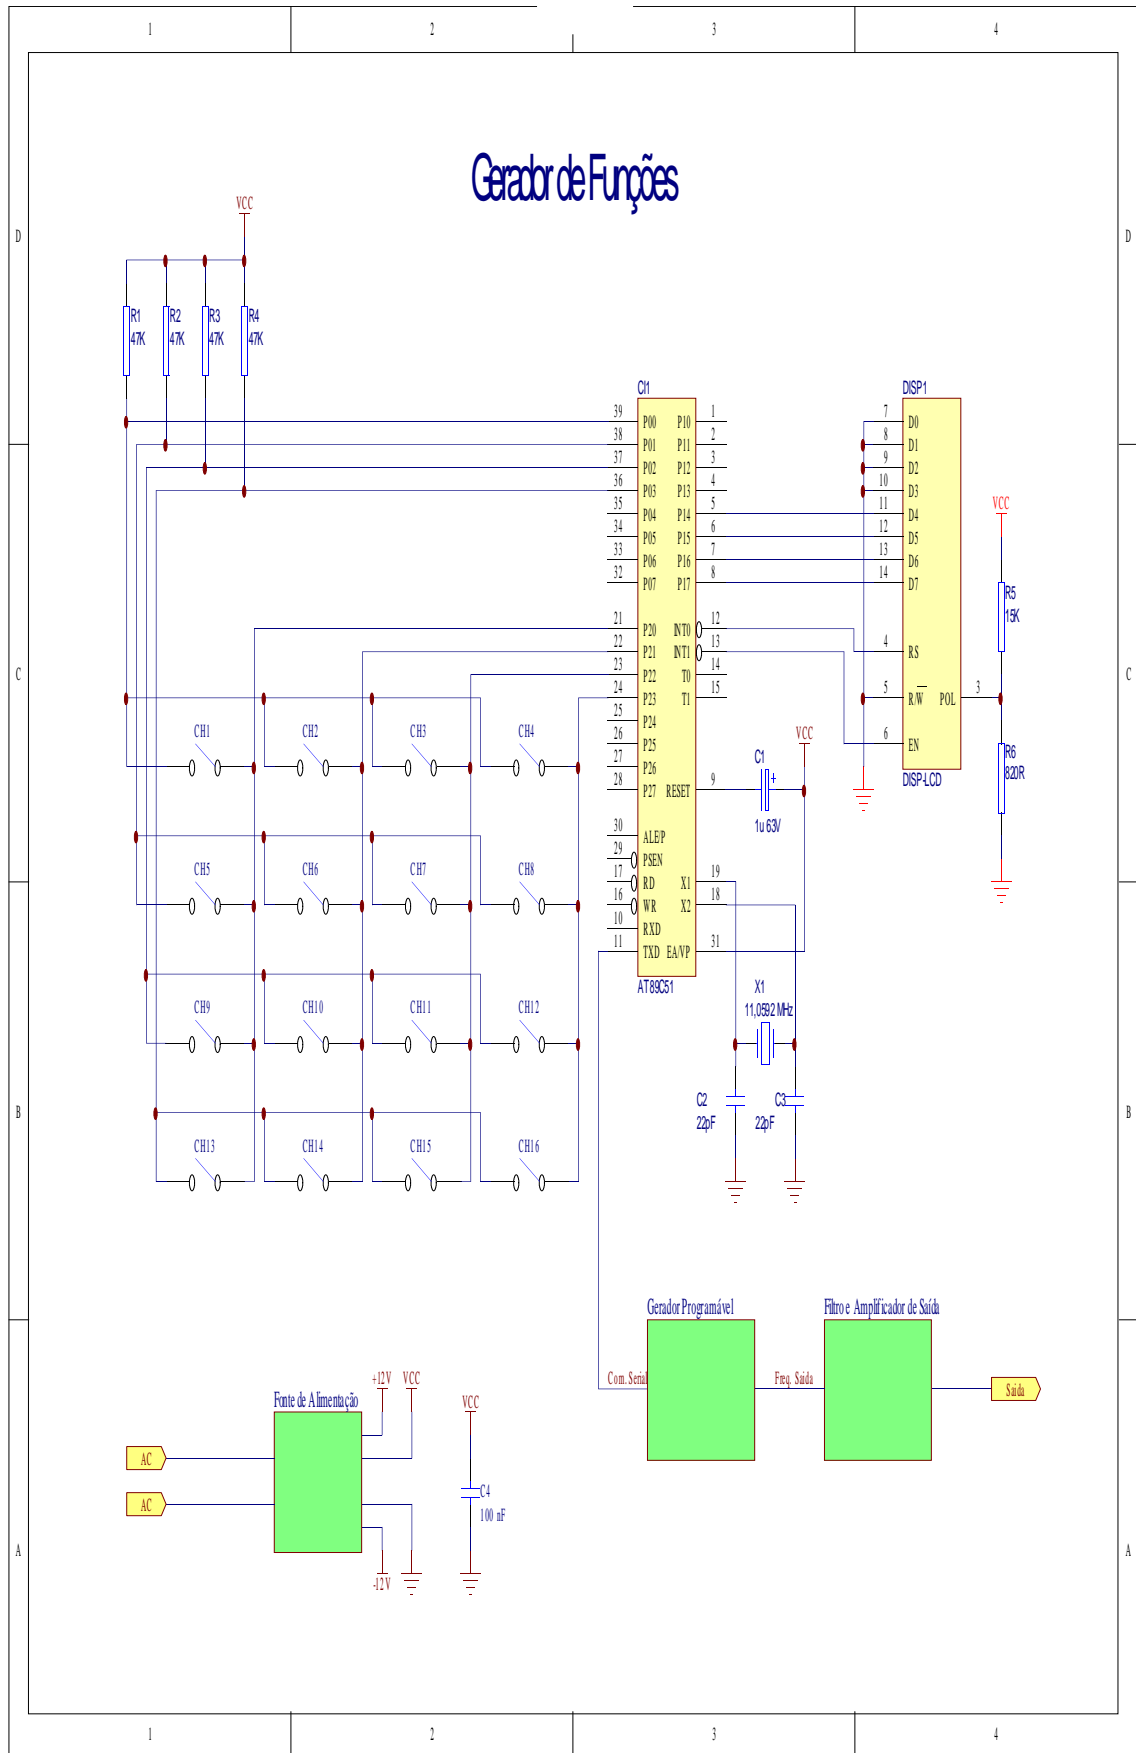 1 2 3 4
Gerador de Funções
VCC
D D
R1 R2 R3 R4
47K 47K 47K 47K
CI1 DISP1
39 P00 P10 1 7 D0
38 P01 P11 2 8 D1
37 P02 P12 3 9 D2
36 P03 P13 4 10 D3
35 P04 P14 5 11 D4
34 P05 P15 6 12 D5
33 P06 P16 7 13 D6
32 P07 P17 8 14 D7
VCC
R5
15K
21 P20 INT0 12
22 P21 INT1 13 4 RS
23 P22 T0 14
24 P23 T1 15 5 R/W POL 3
25 P24
26 P25 6 EN
27 P26
28 P27 RESET 9
C C
CH1 CH2 CH3 CH4
VCC
C1
+
1u 63V
DISP-LCD
R6
820R
30 ALE/P
29 PSEN
17 RD X1 19
16 WR X2 18
10 RXD
11 TXD EA/VP 31
AT89C51
CH5 CH6 CH7 CH8
X1
11,0592 MHz
CH9 CH10 CH11 CH12
C2 C3
22pF 22pF
B B
CH13 CH14 CH15 CH16
Gerador Programável Filtro e Amplificador de Saída
Com. Serial Freq. Saída Saída
+12V VCC
Fonte de Alimentação
VCC
AC
AC
C4
100 nF
-12V
A A
1 2 3 4